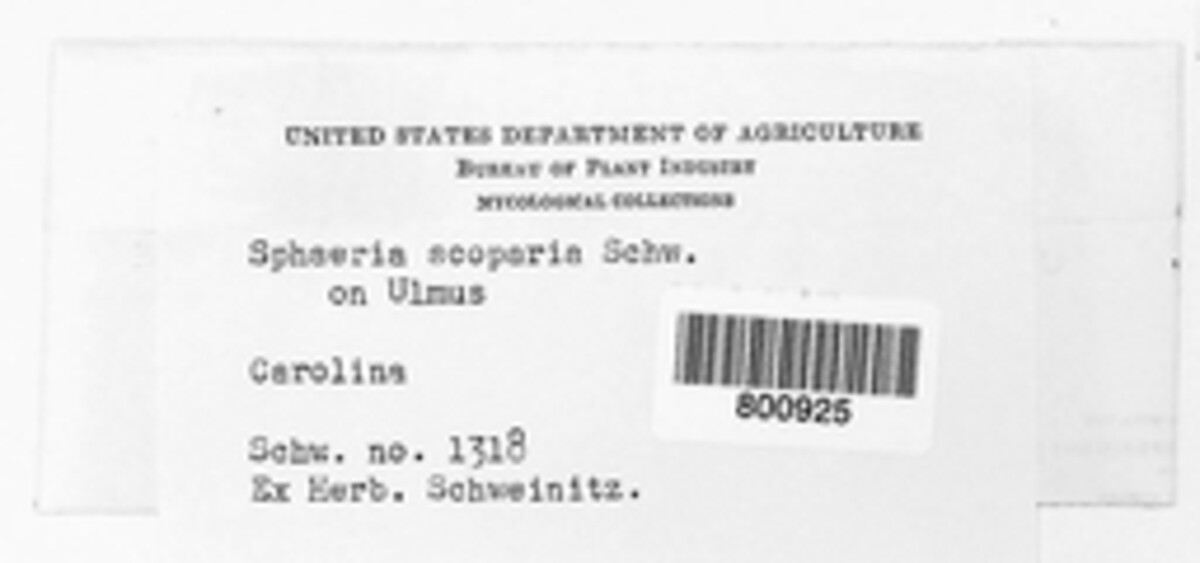 UNITED STATES DEPARTMENT OF AGRICULTURE
BUREAU OF PLANT INDUSTRY
MYCOLOGICAL COLLECTIONS
Sphaeria scoparia Schw.
on Ulmus
Carolina
800925
Schw. no. 1318
Ex Herb. Schweinitz.